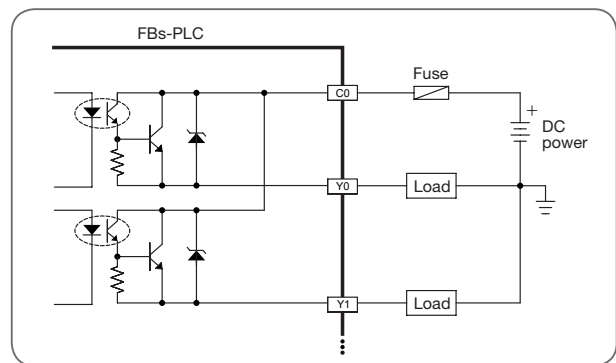 FBs-PLC
C0
Fuse
+
DC
power
Y0
Load
Y1
Load